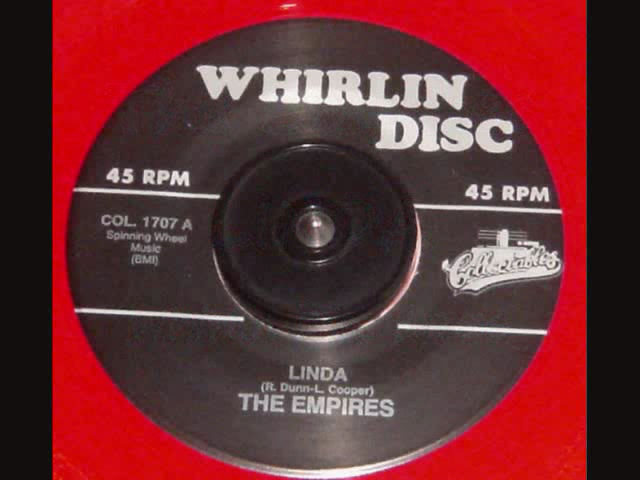 WHIRLIN
DISC
45 RPM
45 RPM
COL. 1707 A
Spinning Wheel
Music
(BMI)
Collectables
LINDA
(R. Dunn-L. Cooper)
THE EMPIRES